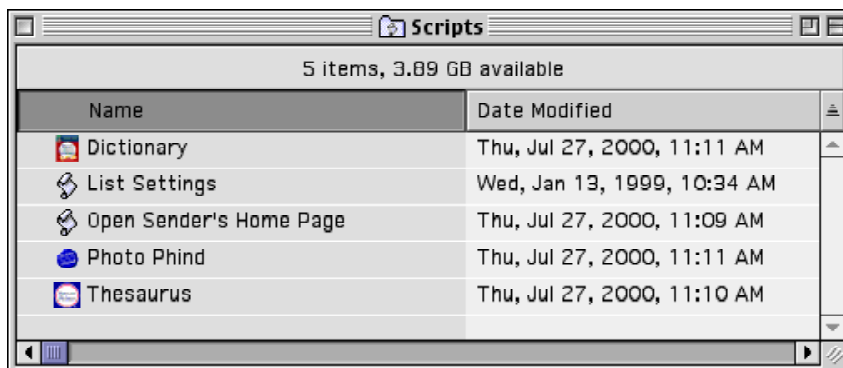 Scripts
5 items, 3.89 GB available
Name Date Modified
Dictionary Thu, Jul 27, 2000, 11:11 AM
List Settings Wed, Jan 13, 1999, 10:34 AM
Open Sender's Home Page Thu, Jul 27, 2000, 11:09 AM
Photo Phind Thu, Jul 27, 2000, 11:11 AM
Thesaurus Thu, Jul 27, 2000, 11:10 AM